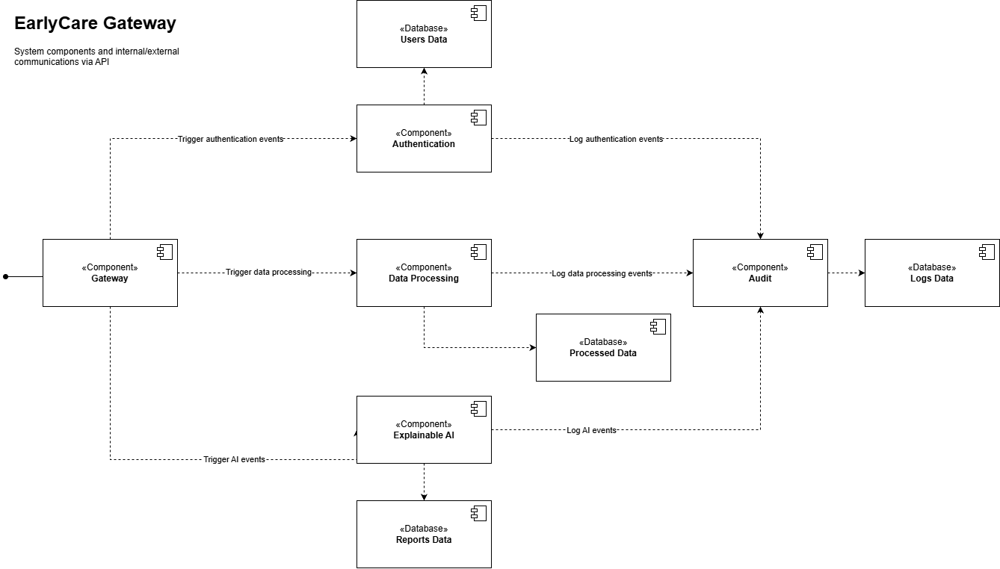 EarlyCare Gateway
System components and internal/external
communications via API
«Database»
Users Data
«Component»
Authentication
Trigger authentication events
Log authentication events
«Component»
Gateway
Trigger data processing
«Component»
Data Processing
Log data processing events
«Component»
Audit
«Database»
Logs Data
«Database»
Processed Data
«Component»
Explainable AI
Log AI events
Trigger AI events
«Database»
Reports Data